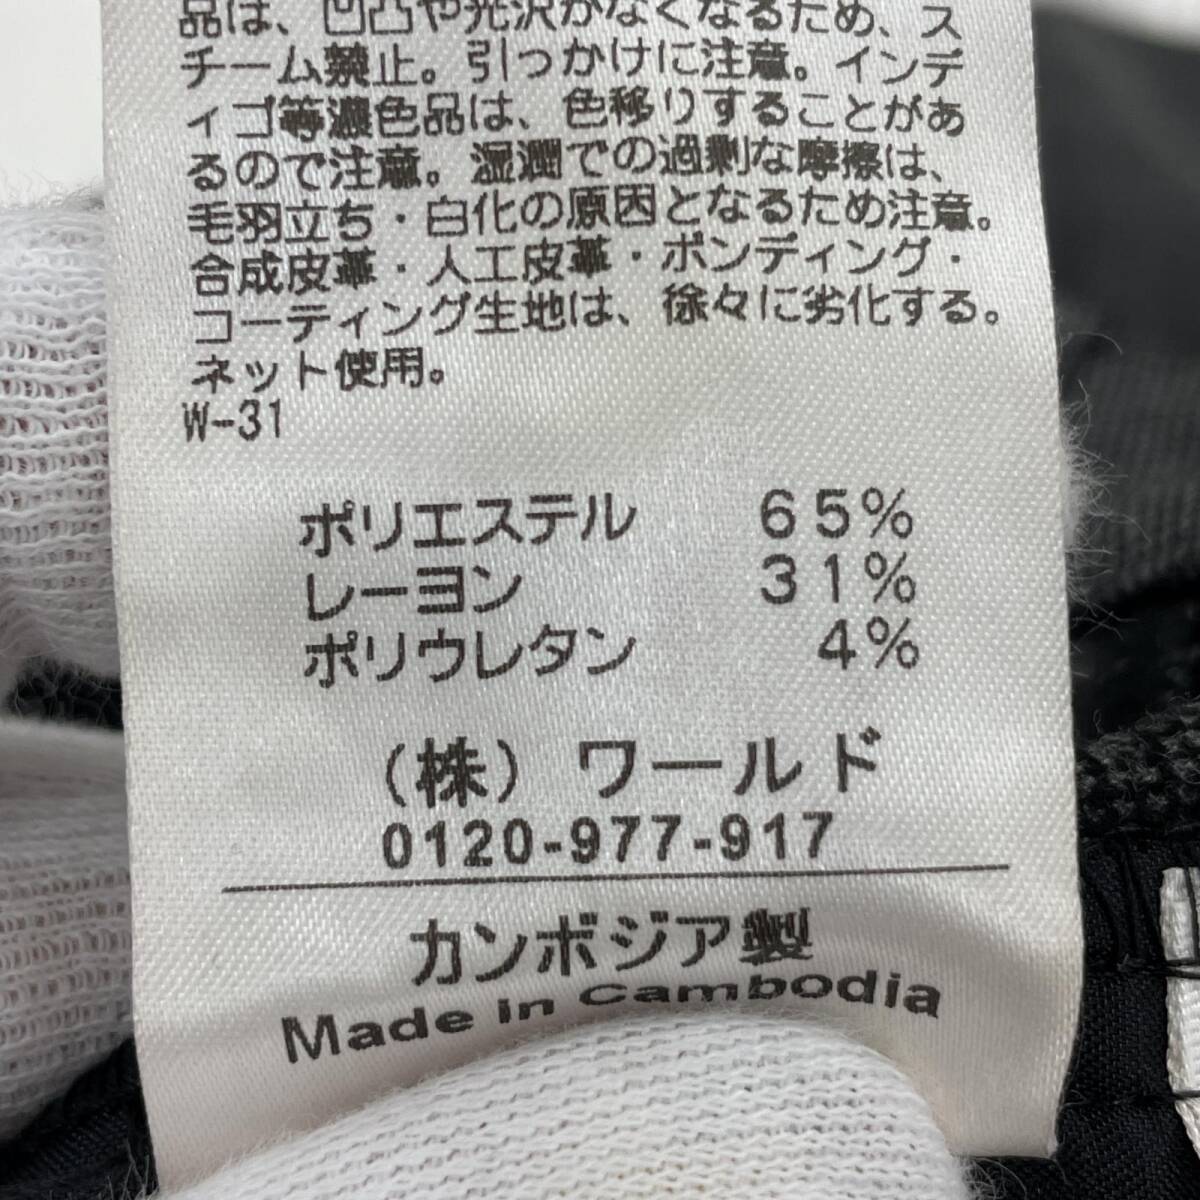 品は、凹凸や光沢がなくなるため、ス
チーム禁止。引っかけに注意。インデ
ィゴ等濃色品は、色移りすることがあ
るので注意。湿潤での過剰な摩擦は、
毛羽立ち・白化の原因となるため注意。
合成皮革・人工皮革・ボンディング・
コーティング生地は、徐々に劣化する。
ネット使用。
W-31
ポリエステル 65%
レーヨン 31%
ポリウレタン 4%
(株) ワールド
0120-977-917
カンボジア製
Made in Cambodia